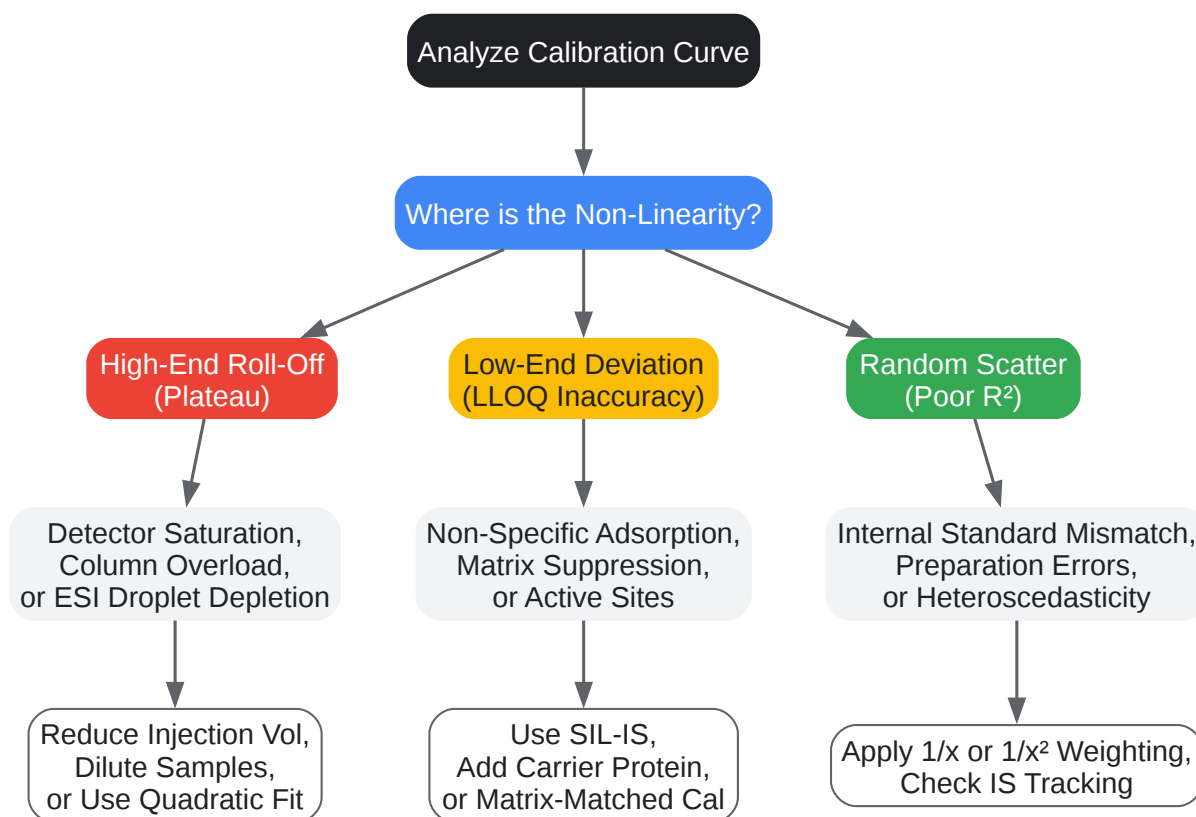 Analyze Calibration Curve
Where is the Non-Linearity?
High-End Roll-Off
(Plateau)
Low-End Deviation
(LLOQ Inaccuracy)
Random Scatter
(Poor R²)
Detector Saturation,
Column Overload,
or ESI Droplet Depletion
Non-Specific Adsorption,
Matrix Suppression,
or Active Sites
Internal Standard Mismatch,
Preparation Errors,
or Heteroscedasticity
Reduce Injection Vol,
Dilute Samples,
or Use Quadratic Fit
Use SIL-IS,
Add Carrier Protein,
or Matrix-Matched Cal
Apply 1/x or 1/x² Weighting,
Check IS Tracking